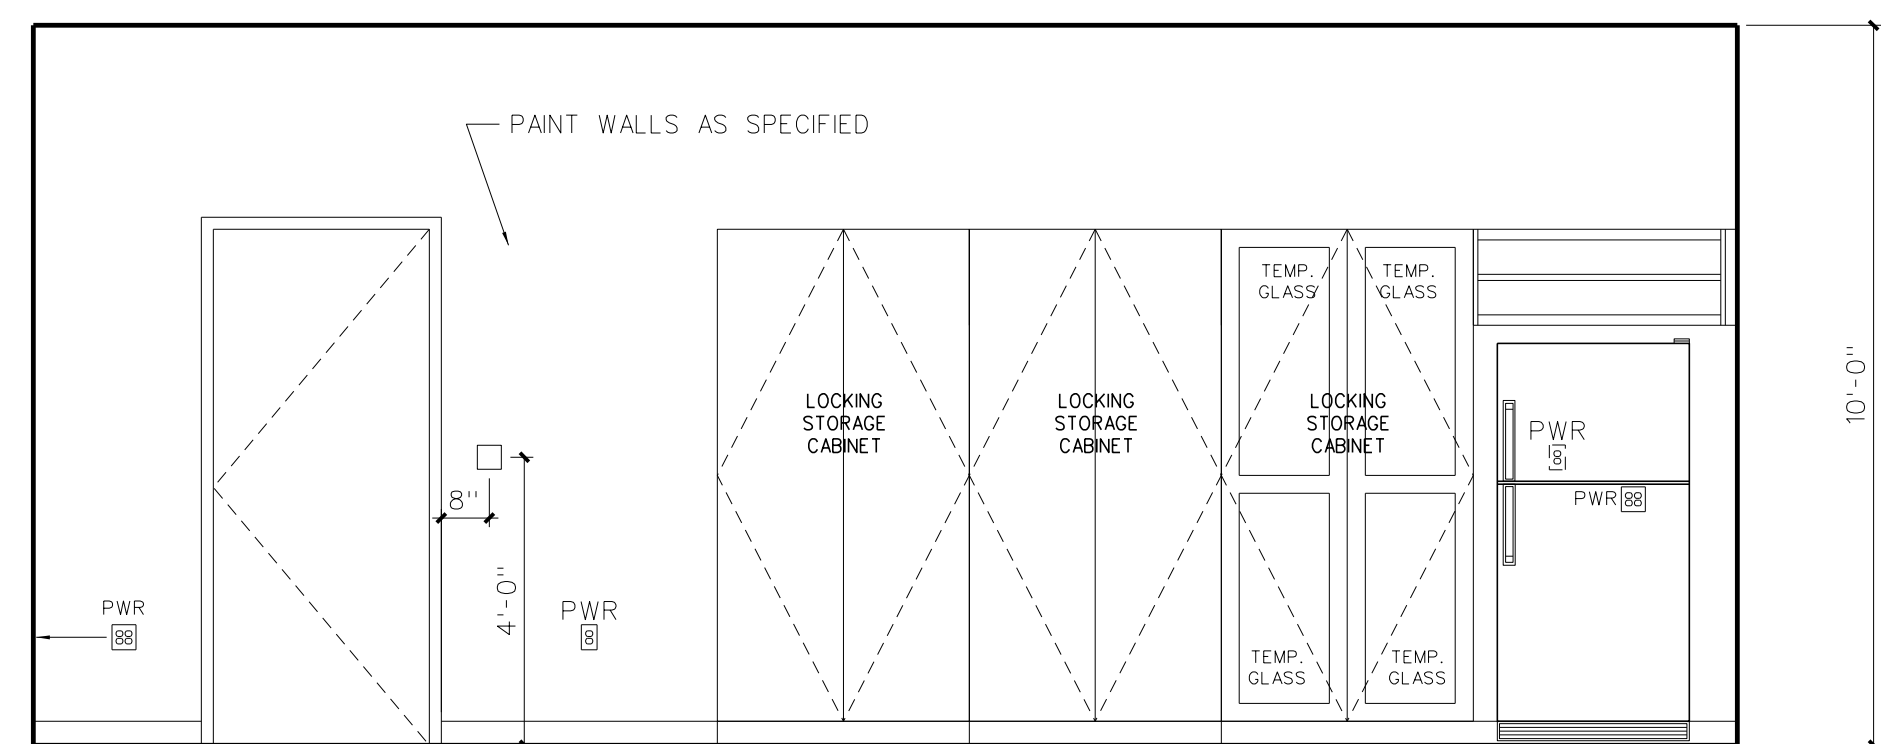 PAINT WALLS AS SPECIFIED
TEMP.
GLASS
TEMP.
GLASS
10'-0"
LOCKING
STORAGE
CABINET
LOCKING
STORAGE
CABINET
LOCKING
STORAGE
CABINET
PWR
8"
PWR
4'-0"
PWR
PWR
TEMP.
GLASS
TEMP.
GLASS